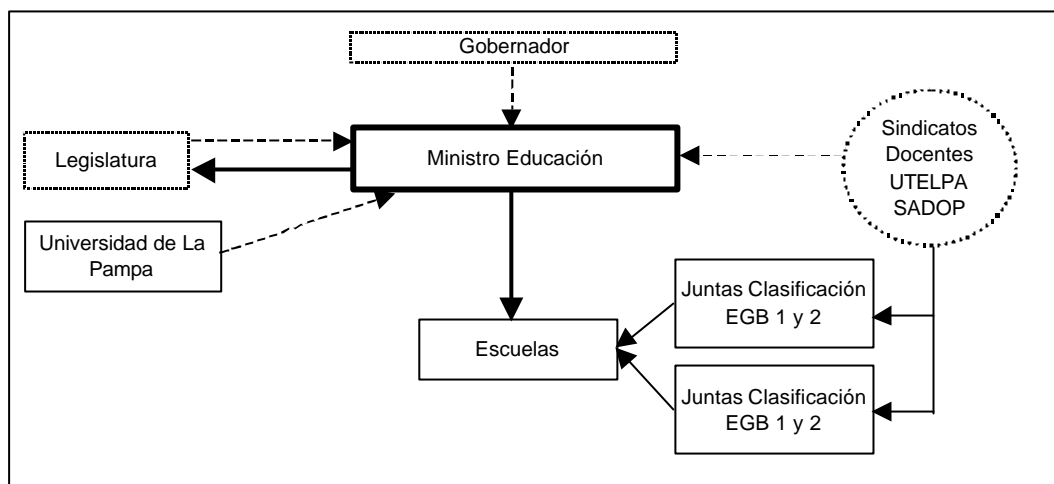 Gobernador
Legislatura
Ministro Educación
Sindicatos
Docentes
UTELPA
SADOP
Universidad de La
Pampa
Escuelas
Juntas Clasificación
EGB 1 y 2
Juntas Clasificación
EGB 1 y 2